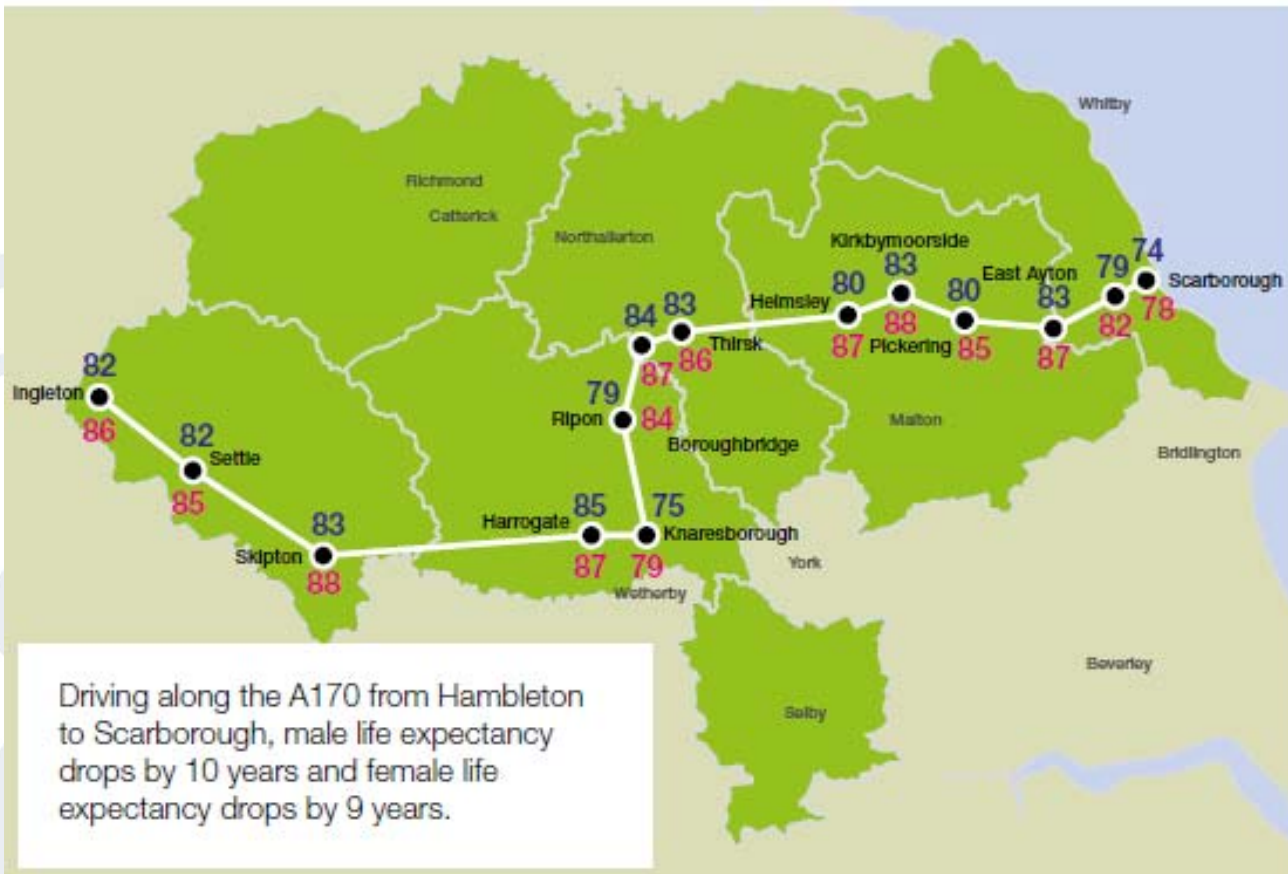 Whitby
Richmond
Catterick
Northallerton
Kirkbymoorside
83
East Ayton
79
74
Scarborough
78
82
Helmsley
80
80
83
84
83
Thirsk
87
86
87
88
Pickering
85
87
82
Ingleton
86
79
Ripon
84
82
Settle
85
Malton
Boroughbridge
Bridlington
83
Skipton
88
Harrogate
85
87
75
Knaresborough
79
York
Wetherby
Beverley
Selby
Driving along the A170 from Hambleton
to Scarborough, male life expectancy
drops by 10 years and female life
expectancy drops by 9 years.